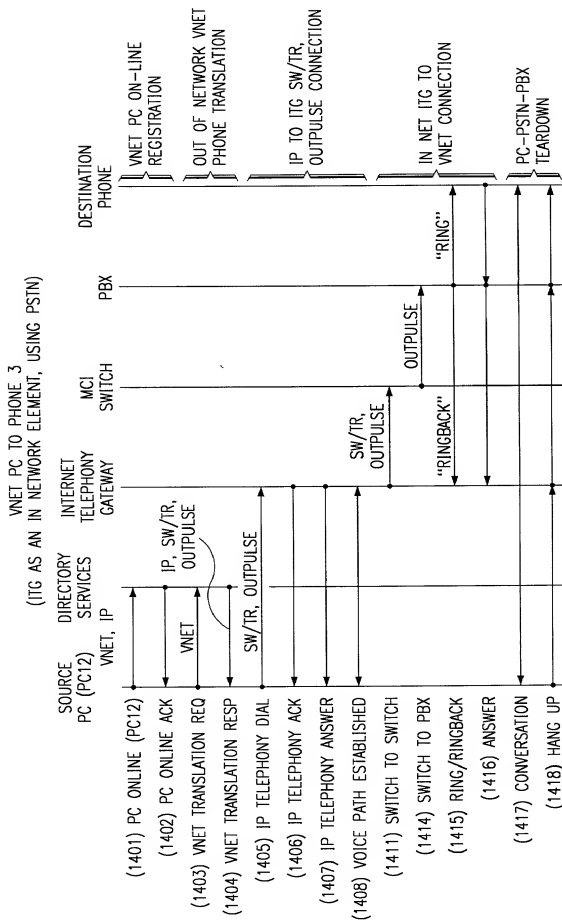 VNET PC TO PHONE 3
(ITG AS AN IN NETWORK ELEMENT, USING PSTN)
SOURCE
PC (PC12)
DIRECTORY
SERVICES
INTERNET
TELEPHONY
GATEWAY
MCI
SWITCH
PBX
DESTINATION
PHONE
VNET, IP
(1401) PC ONLINE (PC12)
(1402) PC ONLINE ACK
VNET PC ON-LINE
REGISTRATION
IP, SW/TR,
OUTPULSE
VNET
(1403) VNET TRANSLATION REQ
(1404) VNET TRANSLATION RESP
OUT OF NETWORK VNET
PHONE TRANSLATION
SW/TR, OUTPULSE
(1405) IP TELEPHONY DIAL
(1406) IP TELEPHONY ACK
(1407) IP TELEPHONY ANSWER
(1408) VOICE PATH ESTABLISHED
IP TO ITG SW/TR,
OUTPULSE CONNECTION
SW/TR,
OUTPULSE
(1411) SWITCH TO SWITCH
OUTPULSE
(1414) SWITCH TO PBX
"RINGBACK"
"RING"
(1415) RING/RINGBACK
(1416) ANSWER
IN NET ITG TO
VNET CONNECTION
(1417) CONVERSATION
(1418) HANG UP
PC-PSTN-PBX
TEARDOWN